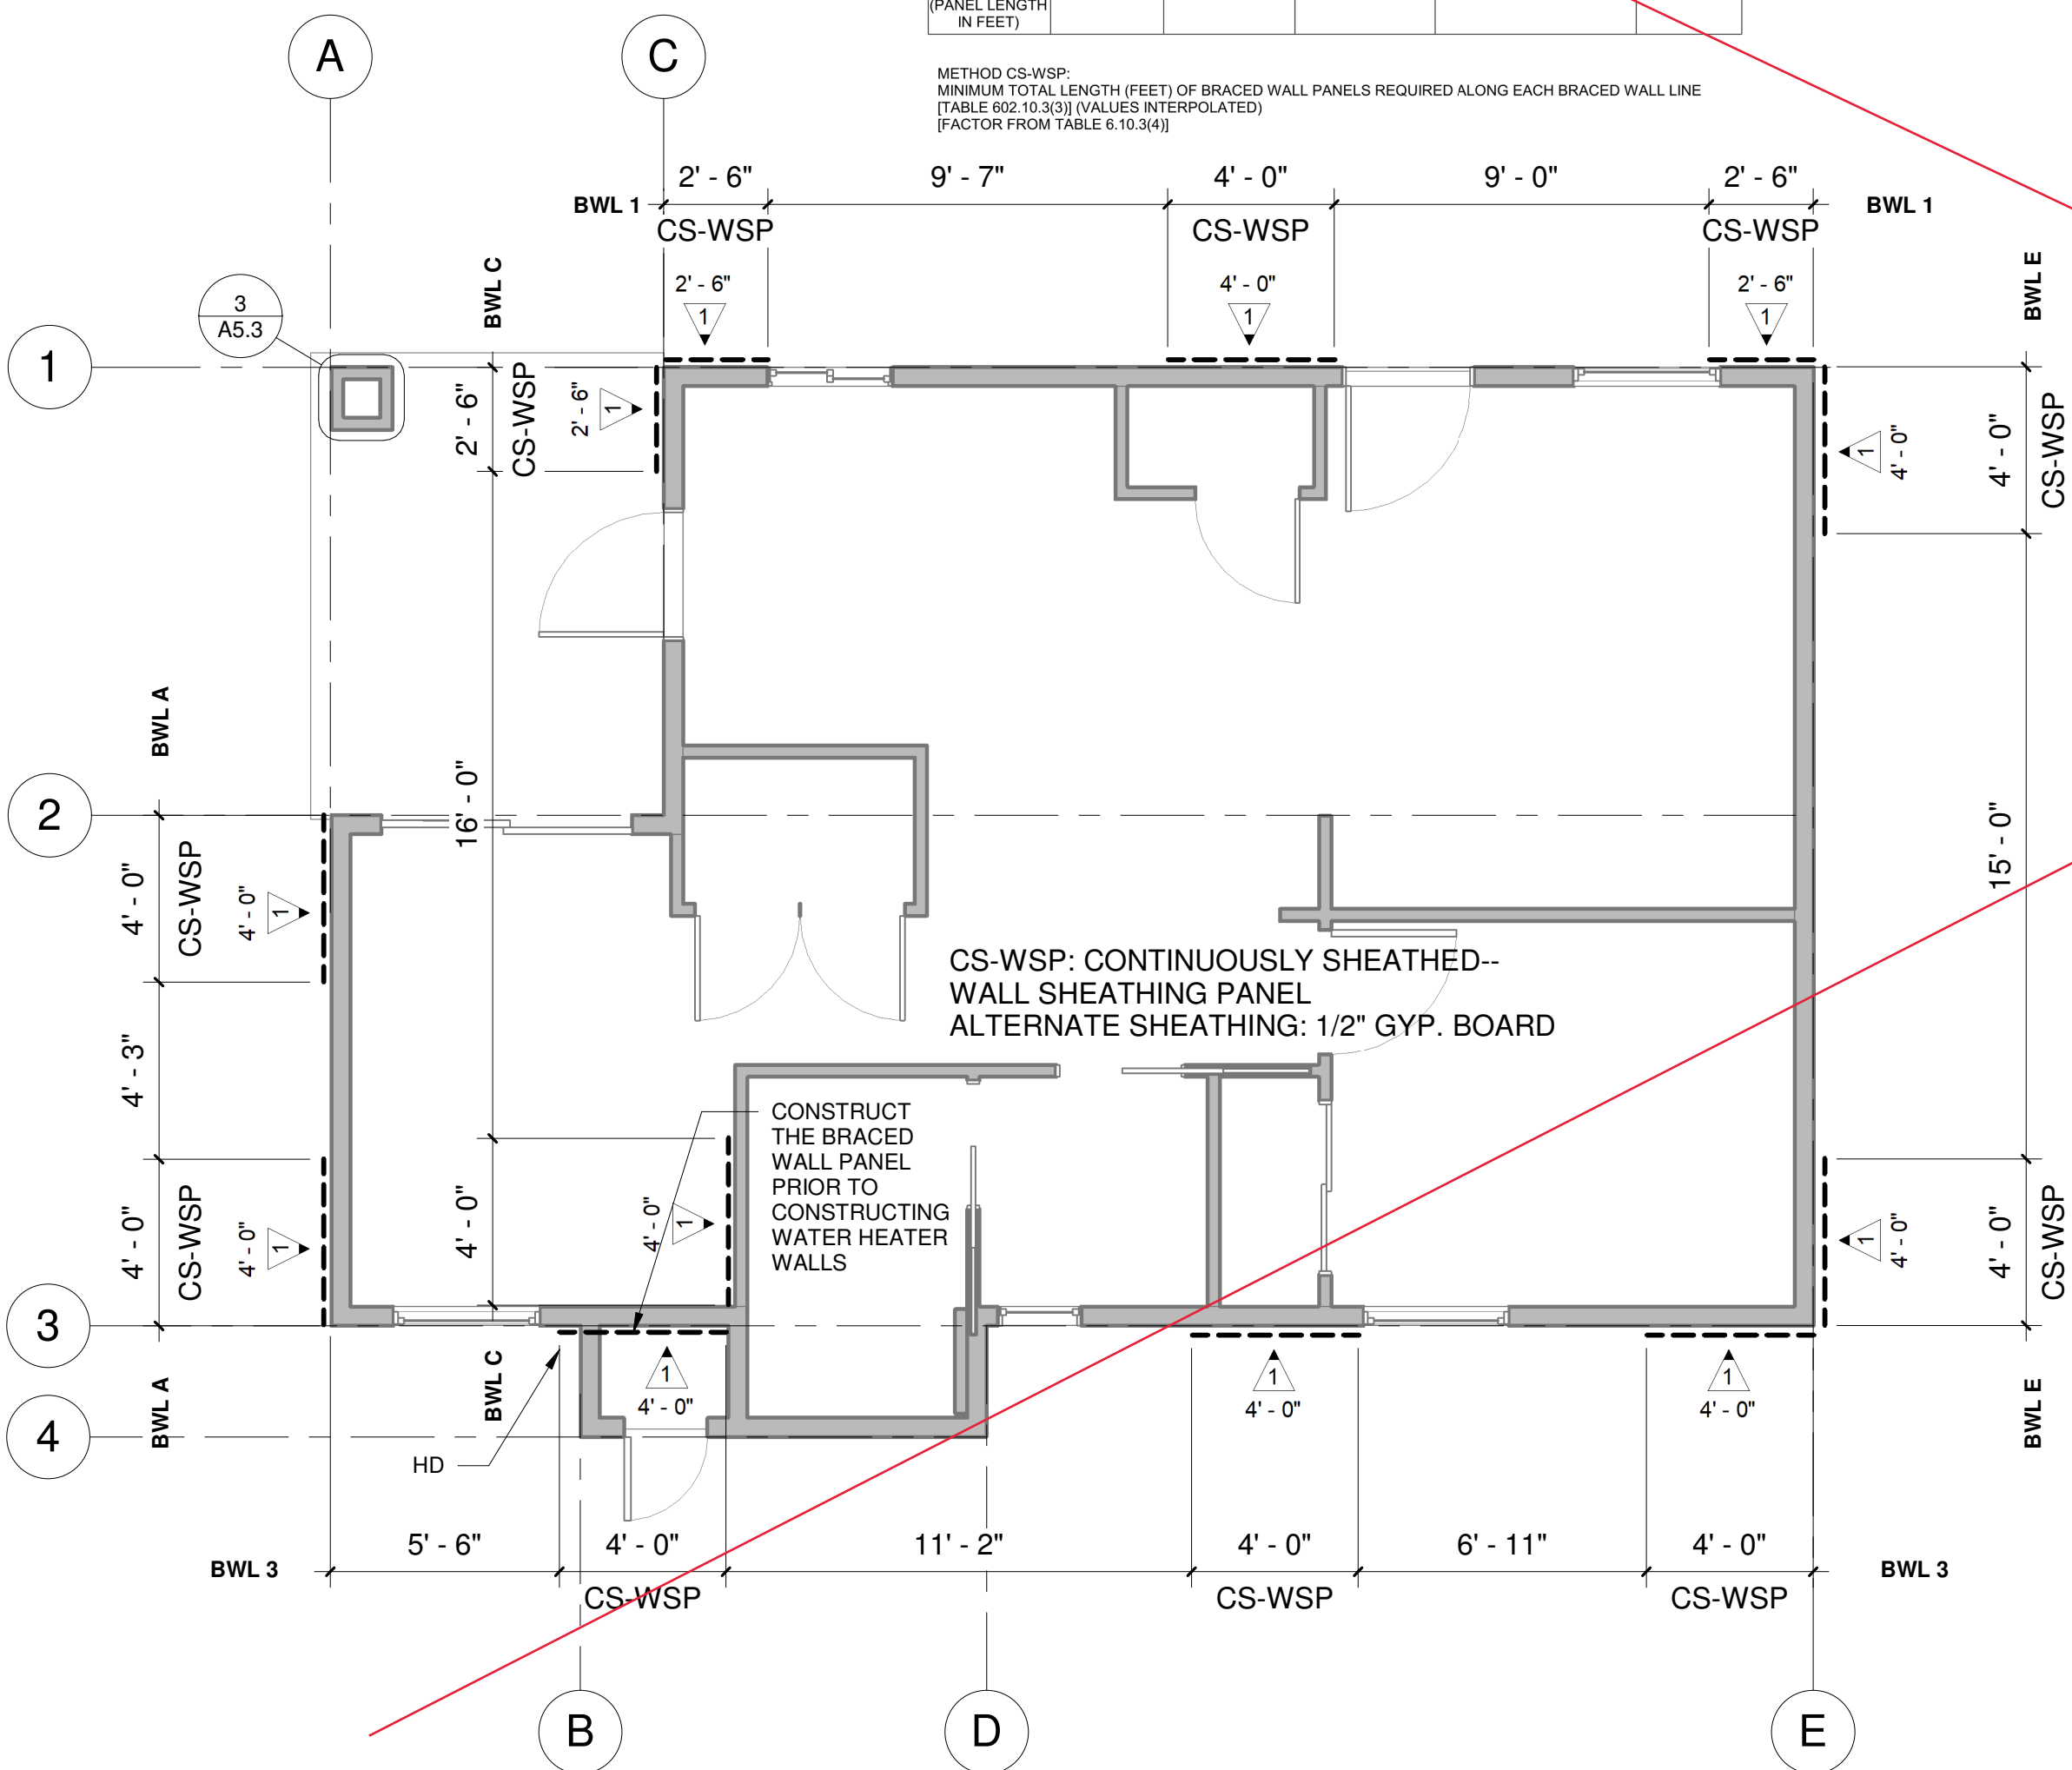 (PANEL LENGTH
IN FEET)
A
C
METHOD CS-WSP:
MINIMUM TOTAL LENGTH (FEET) OF BRACED WALL PANELS REQUIRED ALONG EACH BRACED WALL LINE
[TABLE 602.10.3(3)] (VALUES INTERPOLATED)
[FACTOR FROM TABLE 6.10.3(4)]
2' - 6"
9' - 7"
4' - 0"
9' - 0"
2' - 6"
BWL 1
BWL 1
CS-WSP
CS-WSP
CS-WSP
2' - 6"
4' - 0"
2' - 6"
1
1
1
BWL C
BWL E
3
A5.3
1
2' - 6"
CS-WSP
2' - 6"
1
1
4' - 0"
4' - 0"
CS-WSP
BWL A
2
16' - 0"
15' - 0"
4' - 0"
CS-WSP
4' - 0"
1
CS-WSP: CONTINUOUSLY SHEATHED--
WALL SHEATHING PANEL
ALTERNATE SHEATHING: 1/2" GYP. BOARD
4' - 3"
CONSTRUCT
THE BRACED
WALL PANEL
PRIOR TO
CONSTRUCTING
WATER HEATER
WALLS
4' - 0"
CS-WSP
4' - 0"
1
4' - 0"
4' - 0"
1
1
4' - 0"
4' - 0"
CS-WSP
3
1
4' - 0"
1
4' - 0"
1
4' - 0"
BWL A
BWL C
BWL E
4
HD
5' - 6"
4' - 0"
11' - 2"
4' - 0"
6' - 11"
4' - 0"
BWL 3
BWL 3
CS-WSP
CS-WSP
CS-WSP
B
D
E